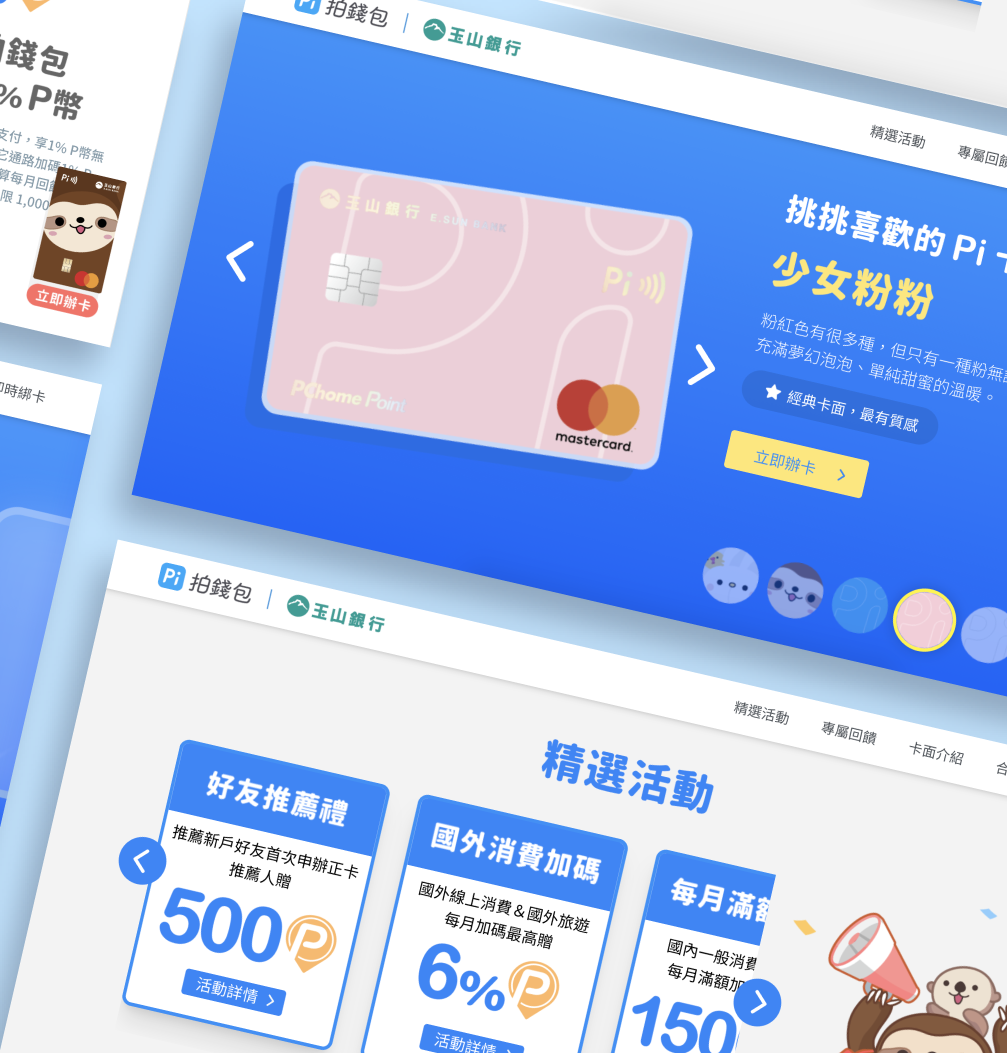 錢包
% P幣
支付，享1% P幣無
它通路加碼1% P
算每月回饋
限 1,000
Pi
玉山銀行
立即辦卡
即時綁卡
Pi 拍錢包 | 玉山銀行
精選活動
專屬回饋
玉山銀行 E.SUN BANK
Pi
PChome Point
mastercard.
挑挑喜歡的 Pi
少女粉粉
粉紅色有很多種，但只有一種粉無
充滿夢幻泡泡、單純甜蜜的溫暖。
經典卡面，最有質感
立即辦卡
Pi 拍錢包 | 玉山銀行
精選活動
專屬回饋
卡面介紹
合
精選活動
好友推薦禮
推薦新戶好友首次申辦正卡
推薦人贈
500 P
活動詳情
國外消費加碼
國外線上消費＆國外旅遊
每月加碼最高贈
6% P
活動詳情
每月滿額
國內一般消費
每月滿額加
150